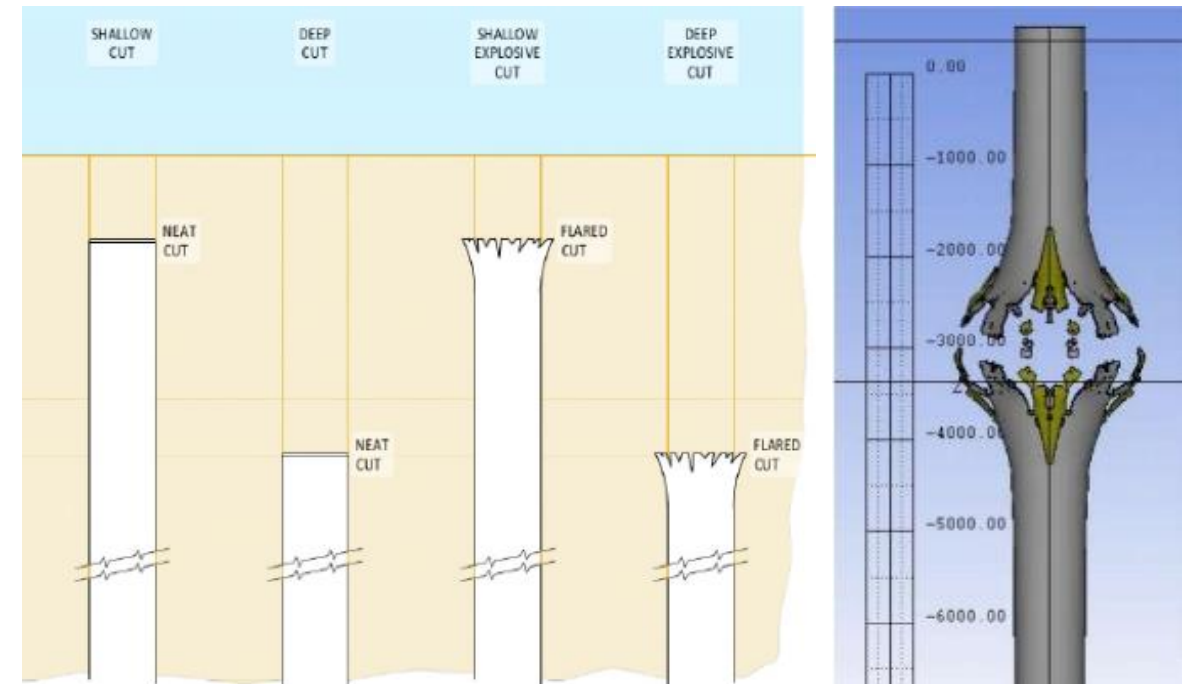 SHALLOW
CUT
DEEP
CUT
SHALLOW
EXPLOSIVE
CUT
DEEP
EXPLOSIVE
CUT
NEAT
CUT
FLARED
CUT
NEAT
CUT
FLARED
CUT
0.00
-1000.00
-2000.00
-3000.00
-4000.00
-5000.00
-6000.00